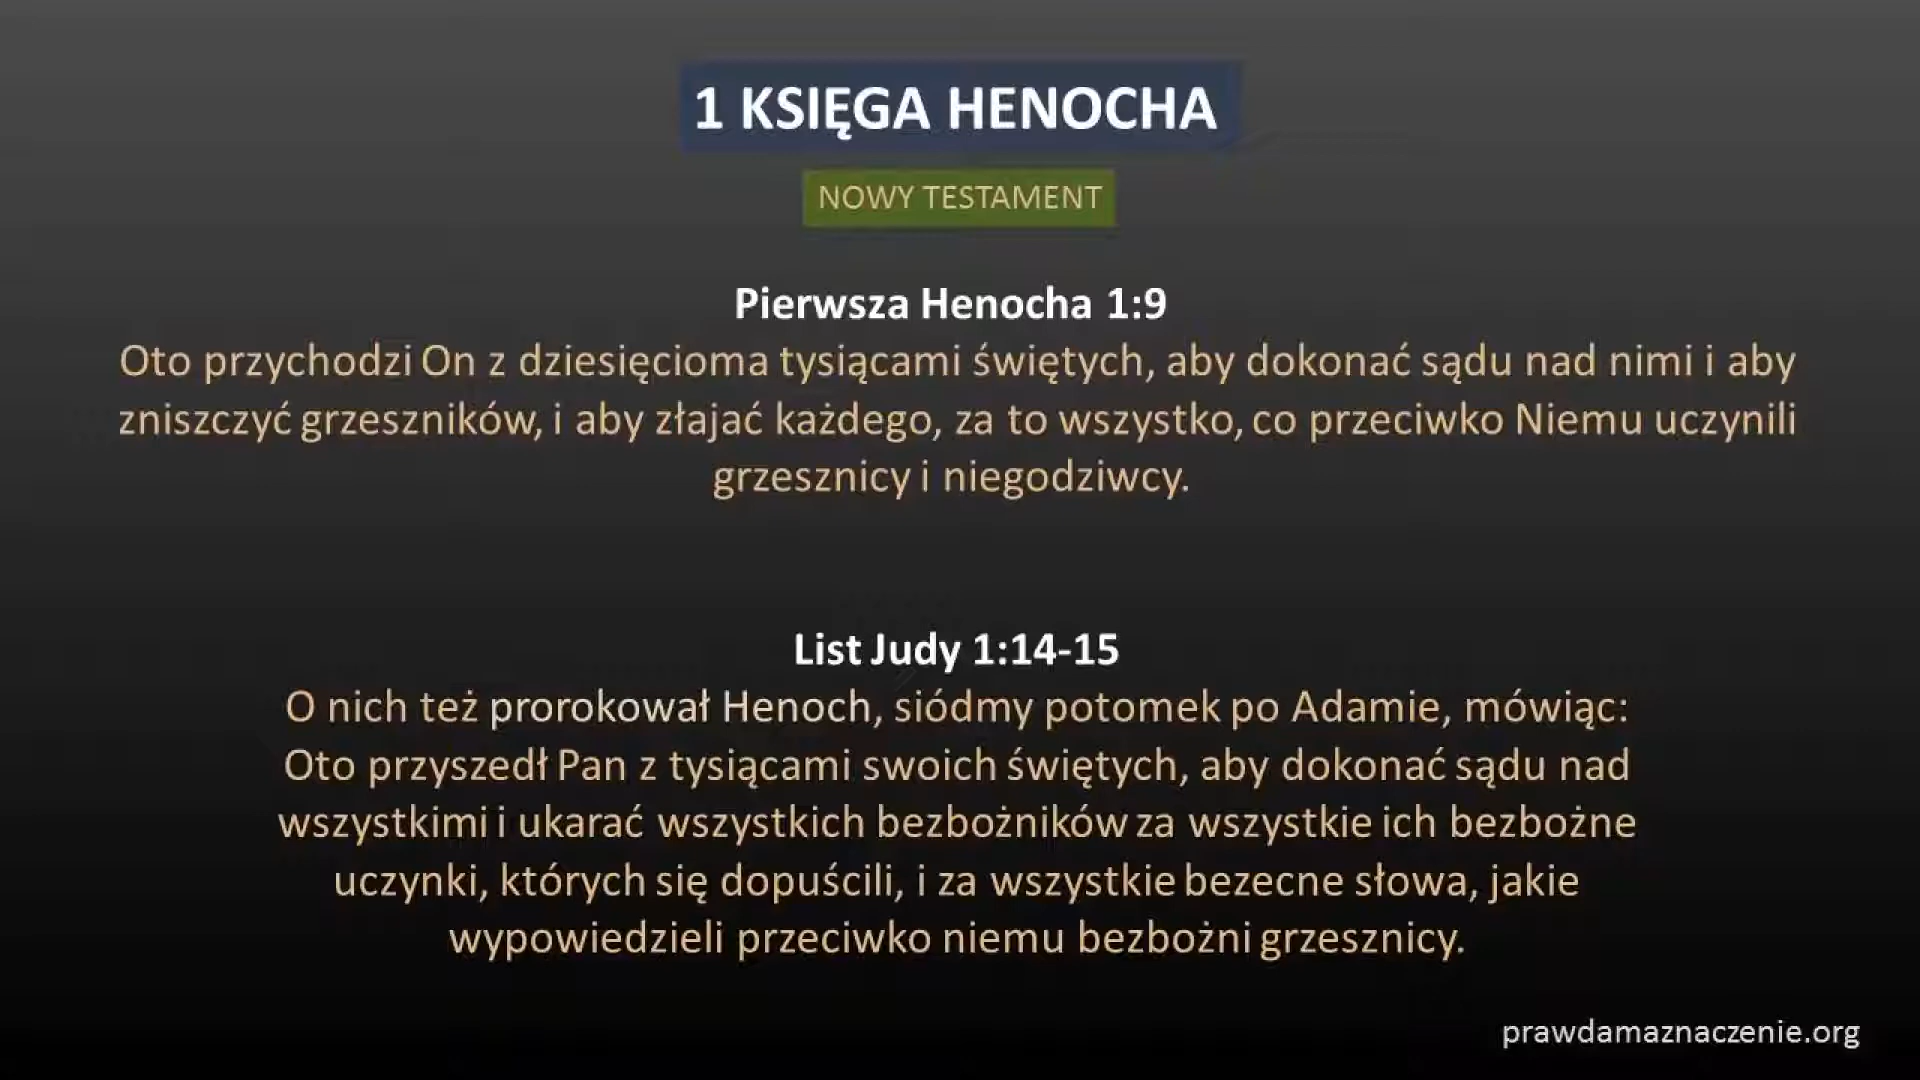 1 KSIĘGA HENOCHA
NOWY TESTAMENT
Pierwsza Henocha 1:9
Oto przychodzi On z dziesięcioma tysiącami świętych, aby dokonać sądu nad nimi i aby
zniszczyć grzeszników, i aby złajać każdego, za to wszystko, co przeciwko Niemu uczynili
grzesznicy i niegodziwcy.
List Judy 1:14-15
O nich też prorokował Henoch, siódmy potomek po Adamie, mówiąc:
Oto przyszedł Pan z tysiącami swoich świętych, aby dokonać sądu nad
wszystkimi i ukarać wszystkich bezbożników za wszystkie ich bezbożne
uczynki, których się dopuścili, i za wszystkie bezecne słowa, jakie
wypowiedzieli przeciwko niemu bezbożni grzesznicy.
prawdamaznaczenie.org